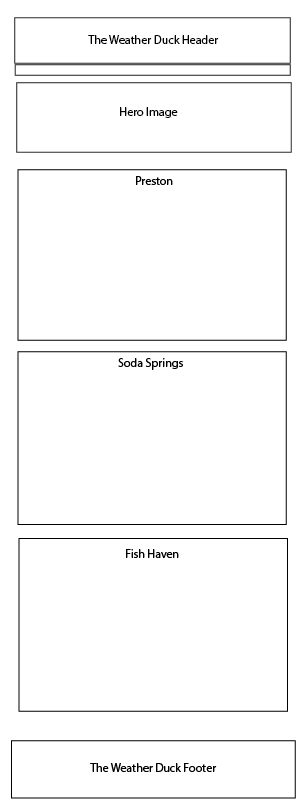 The Weather Duck Header
Hero Image
Preston
Soda Springs
Fish Haven
The Weather Duck Footer